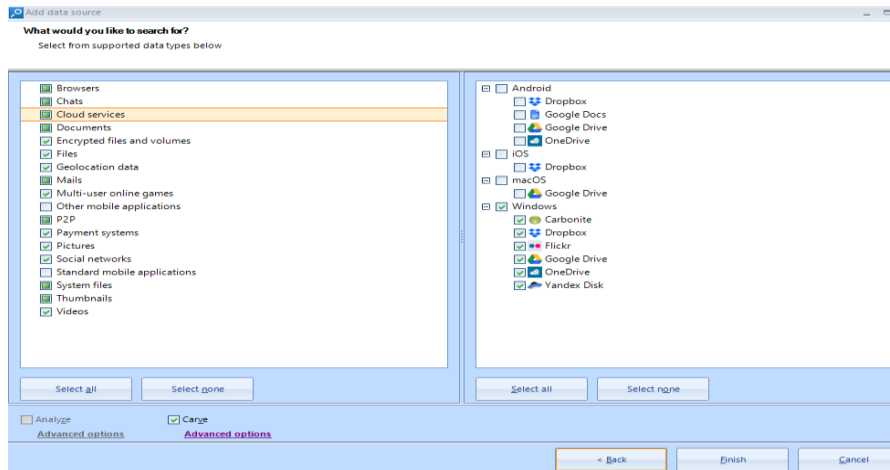 Add data source
What would you like to search for?
Select from supported data types below
Browsers
Chats
Cloud services
Documents
Encrypted files and volumes
Files
Geolocation data
Mails
Multi-user online games
Other mobile applications
P2P
Payment systems
Pictures
Social networks
Standard mobile applications
System files
Thumbnails
Videos
Select all
Select none
Android
Dropbox
Google Docs
Google Drive
OneDrive
iOS
Dropbox
macOS
Google Drive
Windows
Carbonite
Dropbox
Flickr
Google Drive
OneDrive
Yandex Disk
Select all
Select none
Analyze
Carve
Advanced options
Advanced options
< Back
Finish
Cancel